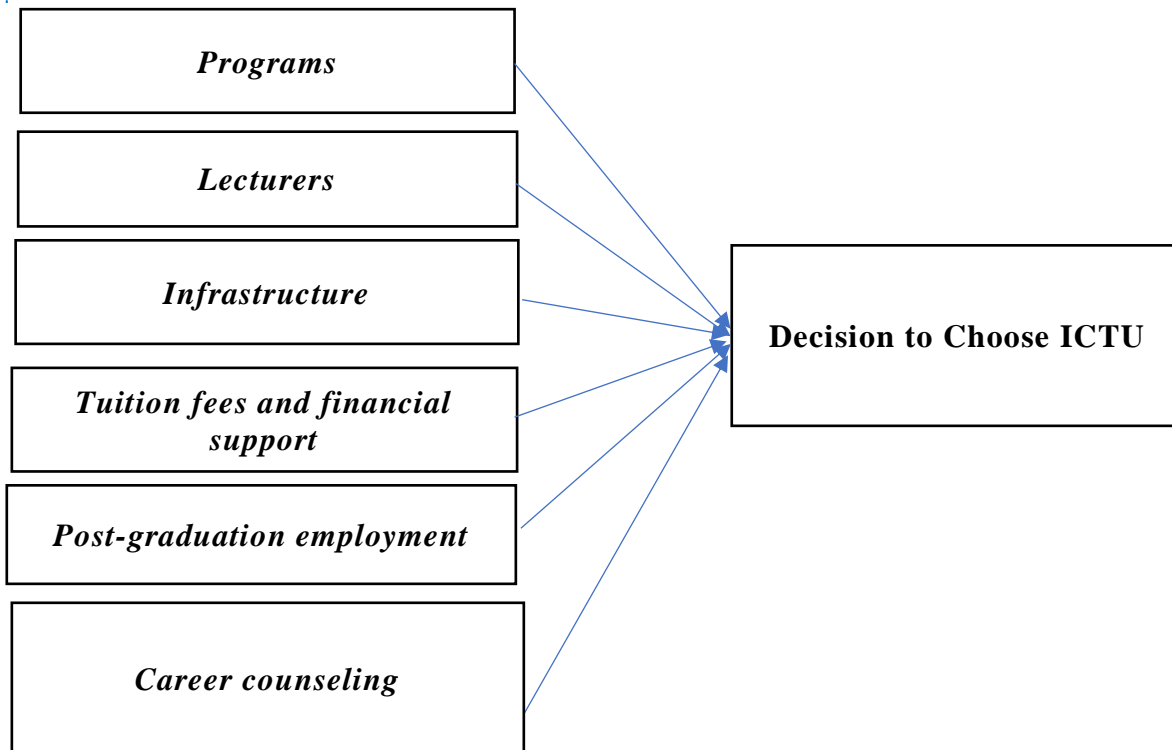 Programs
Lecturers
Infrastructure
Tuition fees and financial
support
Post-graduation employment
Career counseling
Decision to Choose ICTU